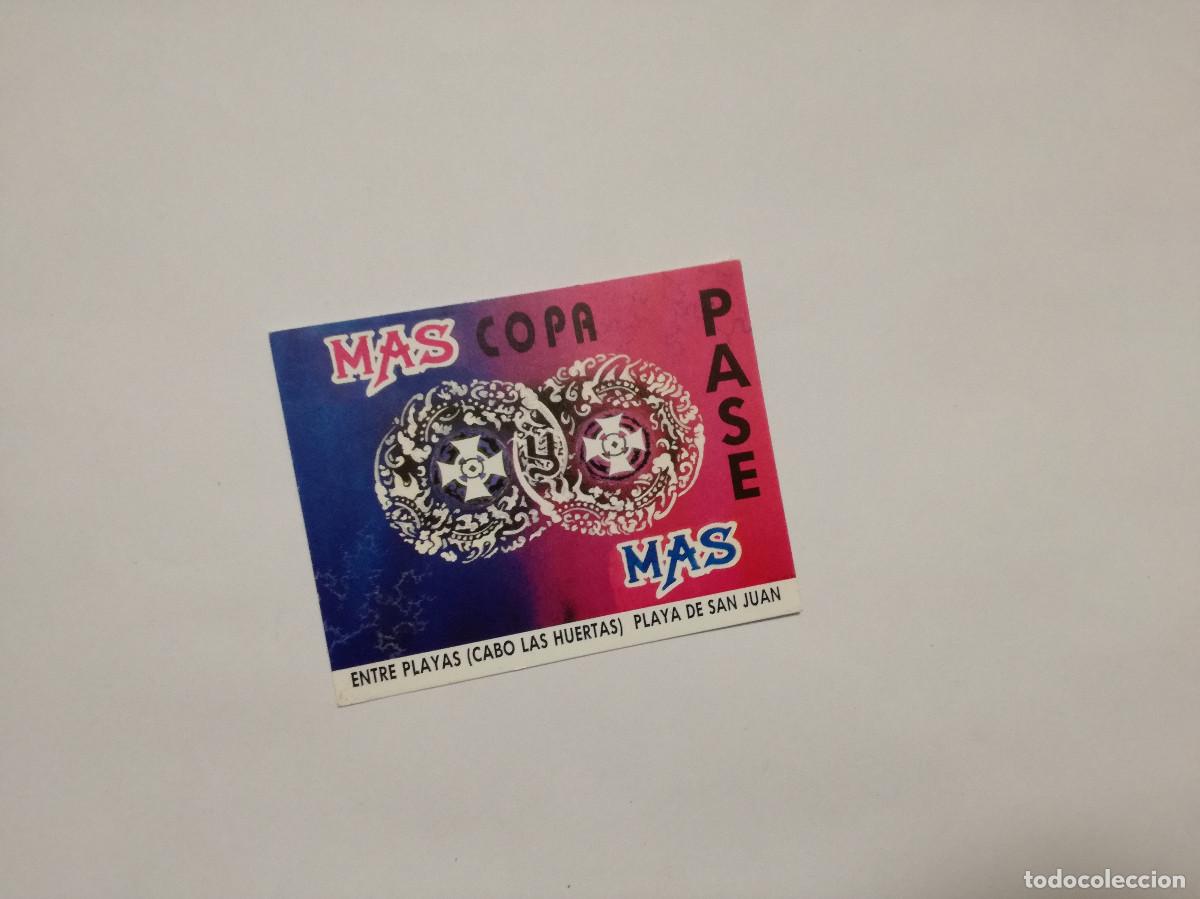 MAS COPA
PASE
MAS
ENTRE PLAYAS (CABO LAS HUERTAS) PLAYA DE SAN JUAN
todocoleccion